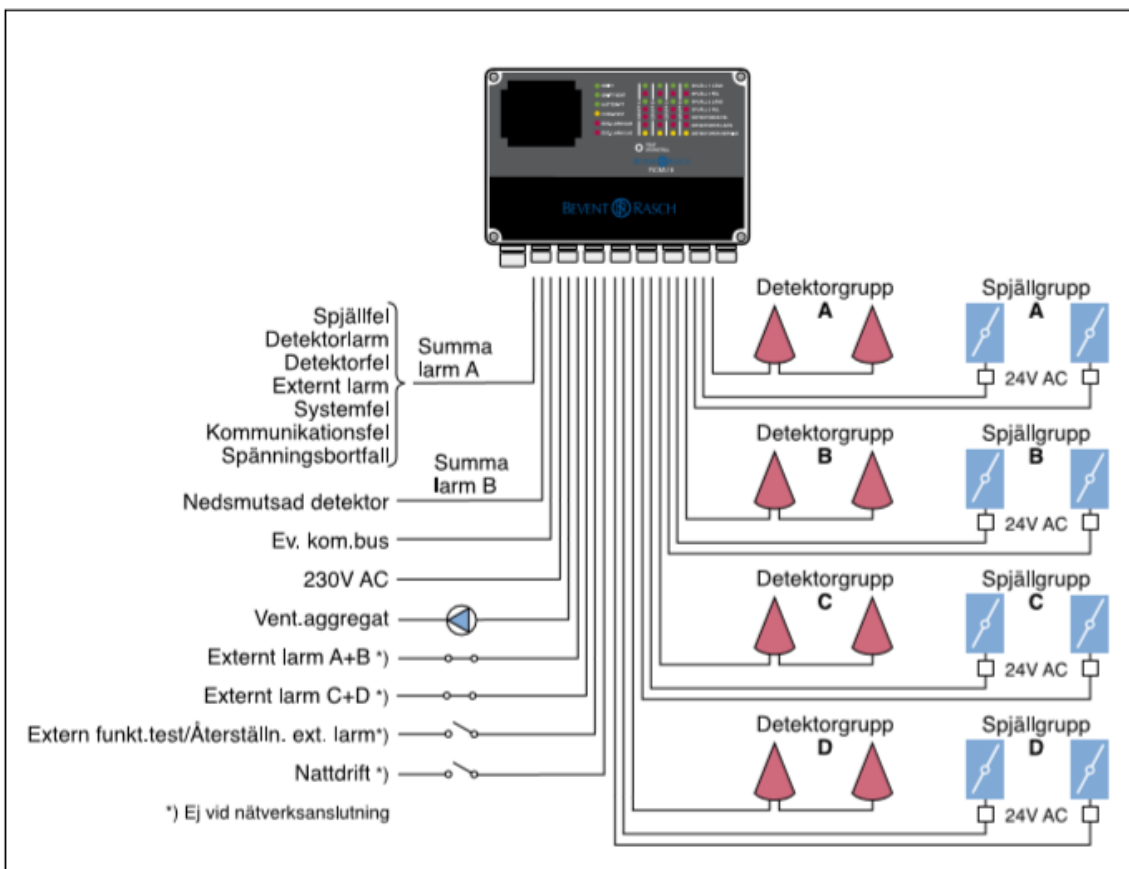 BEVENT RASCH
Spjällfel
Detektorlarm
Detektorfel
Externt larm
Systemfel
Kommunikationsfel
Spänningsbortfall
Summa
larm A
Summa
larm B
Nedsmutsad detektor
Ev. kom.bus
230V AC
Vent.aggregat
Externt larm A+B *)
Externt larm C+D *)
Extern funkt.test/Återställn. ext. larm*)
Nattdrift *)
*) Ej vid nätverksanslutning
Detektorgrupp
A
Spjällgrupp
A
24V AC
Detektorgrupp
B
Spjällgrupp
B
24V AC
Detektorgrupp
C
Spjällgrupp
C
24V AC
Detektorgrupp
D
Spjällgrupp
D
24V AC